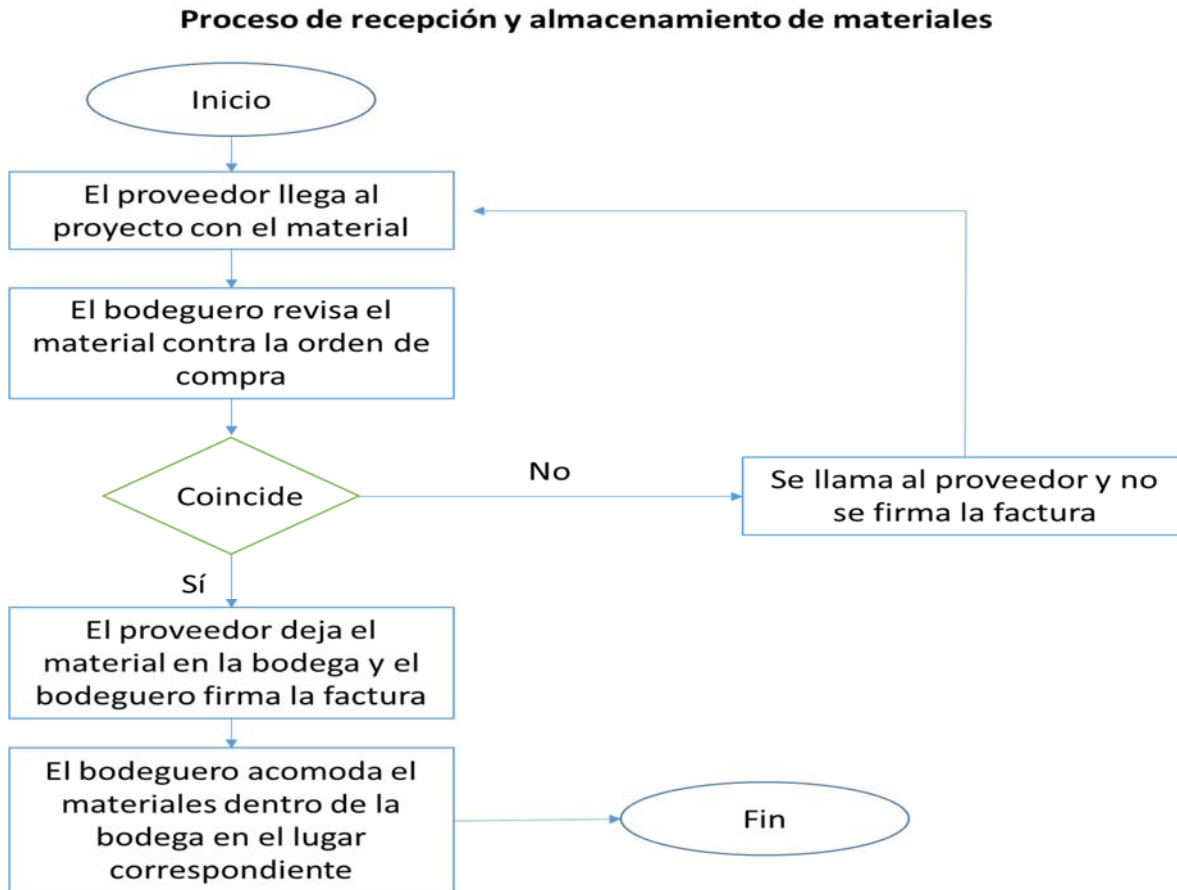 Proceso de recepción y almacenamiento de materiales
Inicio
El proveedor llega al
proyecto con el material
El bodeguero revisa el
material contra la orden de
compra
Coincide
No
Se llama al proveedor y no
se firma la factura
Sí
El proveedor deja el
material en la bodega y el
bodeguero firma la factura
El bodeguero acomoda el
materiales dentro de la
bodega en el lugar
correspondiente
Fin